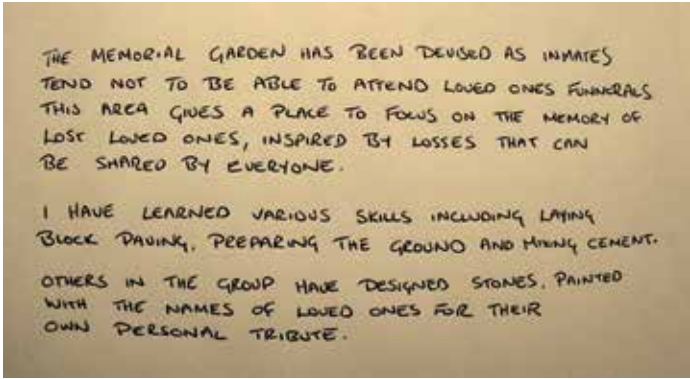 THE MEMORIAL GARDEN HAS BEEN DEVISED AS INMATES
TEND NOT TO BE ABLE TO ATTEND LOVED ONES FUNNERALS
THIS AREA GIVES A PLACE TO FOCUS ON THE MEMORY OF
LOST LOVED ONES, INSPIRED BY LOSSES THAT CAN
BE SHARED BY EVERYONE.
I HAVE LEARNED VARIOUS SKILLS INCLUDING LAYING
BLOCK PAVING, PREPARING THE GROUND AND MIXING CEMENT.
OTHERS IN THE GROUP HAVE DESIGNED STONES, PAINTED
WITH THE NAMES OF LOVED ONES FOR THEIR
OWN PERSONAL TRIBUTE.